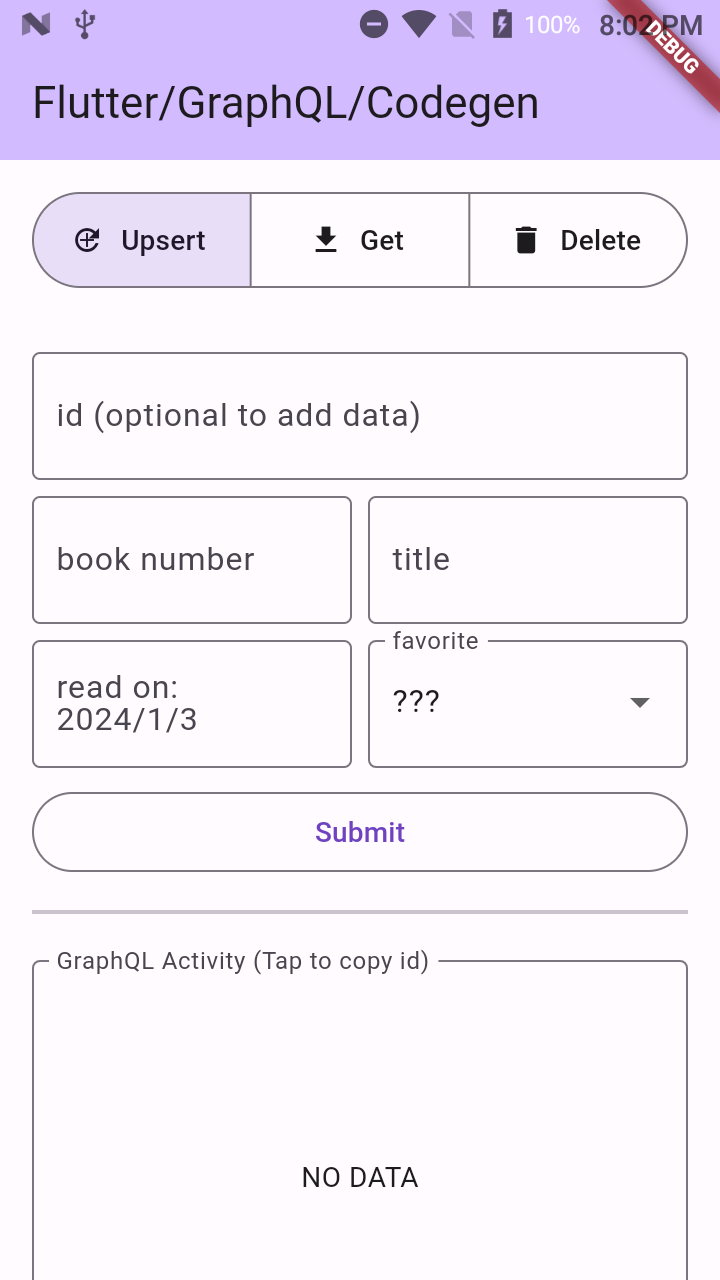 100% 8:02 PM
DEBUG
Flutter/GraphQL/Codegen
Upsert Get Delete
id (optional to add data)
book number title
favorite
read on:
2024/1/3
???
Submit
GraphQL Activity (Tap to copy id)
NO DATA